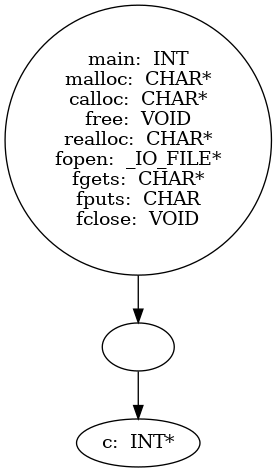 main:  INT
malloc:  CHAR*
calloc:  CHAR*
free:  VOID
realloc:  CHAR*
fopen:  _IO_FILE*
fgets:  CHAR*
fputs:  CHAR
fclose:  VOID
c:  INT*